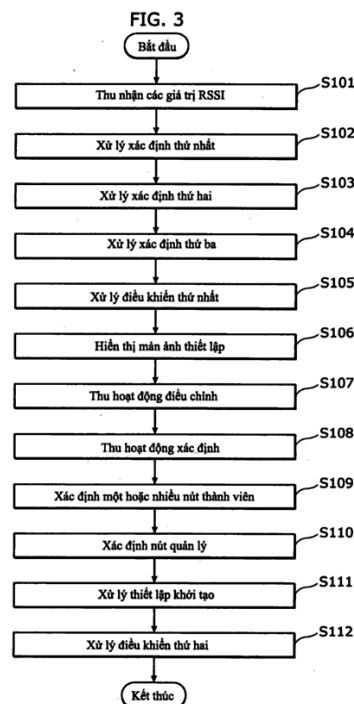 FIG. 3
Bắt đầu
S101
Thu nhận các giá trị RSSI
S102
Xử lý xác định thứ nhất
S103
Xử lý xác định thứ hai
S104
Xử lý xác định thứ ba
S105
Xử lý điều khiển thứ nhất
S106
Hiển thị màn ảnh thiết lập
S107
Thu hoạt động điều chỉnh
S108
Thu hoạt động xác định
S109
Xác định một hoặc nhiều nút thành viên
S110
Xác định nút quản lý
S111
Xử lý thiết lập khởi tạo
S112
Xử lý điều khiển thứ hai
Kết thúc